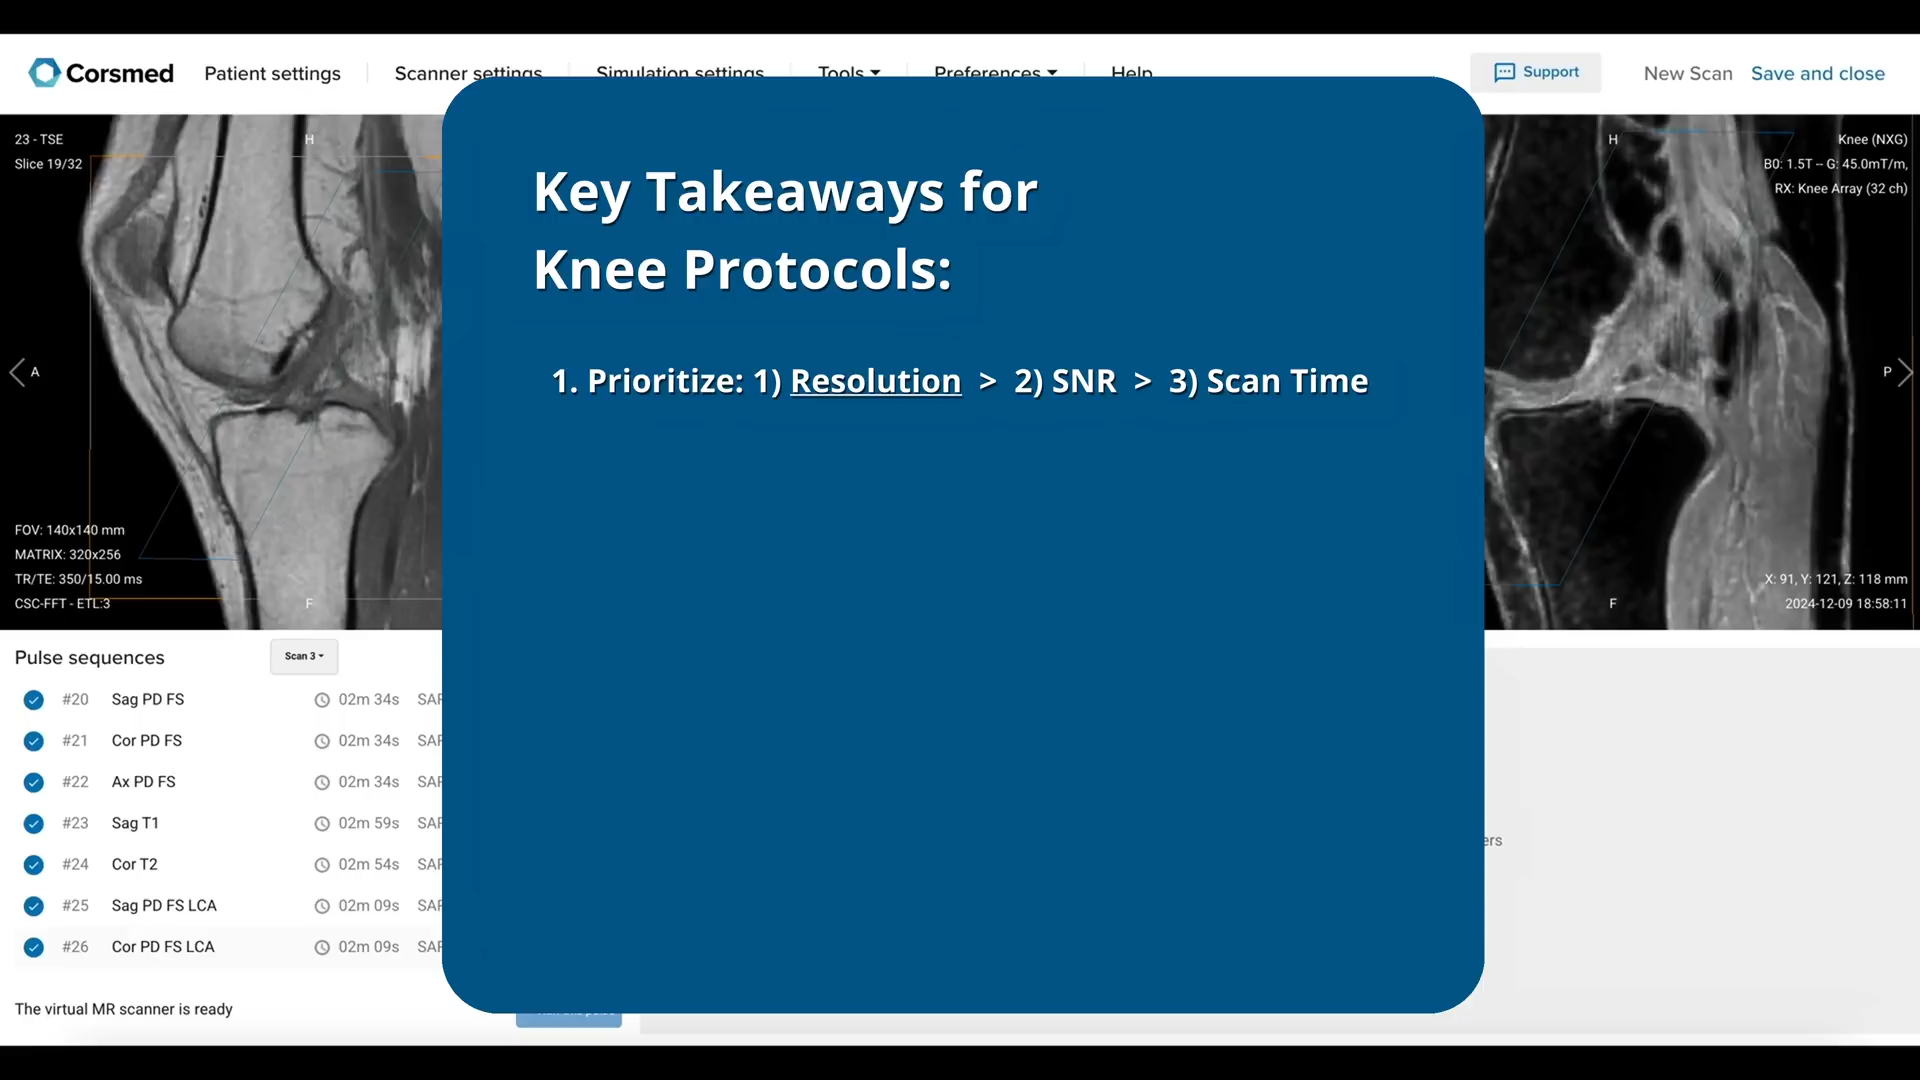 Corsmed
Patient settings
Scanner settings
Simulation settings
Tools
Preferences
Help
Support
New Scan
Save and close
23 - TSE
Slice 19/32
H
A
FOV: 140x140 mm
MATRIX: 320x256
TR/TE: 350/15.00 ms
CSC-FFT - ETL:3
F
Key Takeaways for
Knee Protocols:
1. Prioritize: 1) Resolution > 2) SNR > 3) Scan Time
H
Knee (NXG)
B0: 1.5T -- G: 45.0mT/m,
RX: Knee Array (32 ch)
P
X: 91, Y: 121, Z: 118 mm
F
2024-12-09 18:58:11
Pulse sequences
Scan 3
#20 Sag PD FS 02m 34s
#21 Cor PD FS 02m 34s
#22 Ax PD FS 02m 34s
#23 Sag T1 02m 59s
#24 Cor T2 02m 54s
#25 Sag PD FS LCA 02m 09s
#26 Cor PD FS LCA 02m 09s
The virtual MR scanner is ready